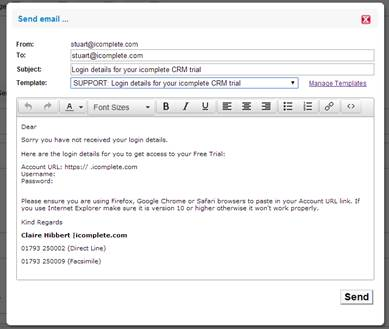 Send email ...
From: stuart@icomplete.com
To: stuart@icomplete.com
Subject: Login details for your icomplete CRM trial
Template: SUPPORT: Login details for your icomplete CRM trial Manage Templates
A Font Sizes B I U
Dear
Sorry you have not received your login details.
Here are the login details for you to get access to your Free Trial:
Account URL: https:// .icomplete.com
Username:
Password:
Please ensure you are using Firefox, Google Chrome or Safari browsers to paste in your Account URL link. If
you use Internet Explorer make sure it is version 10 or higher otherwise it won't work properly.
Kind Regards
Claire Hibbert |icomplete.com
01793 250002 (Direct Line)
01793 250009 (Facsimile)
Send